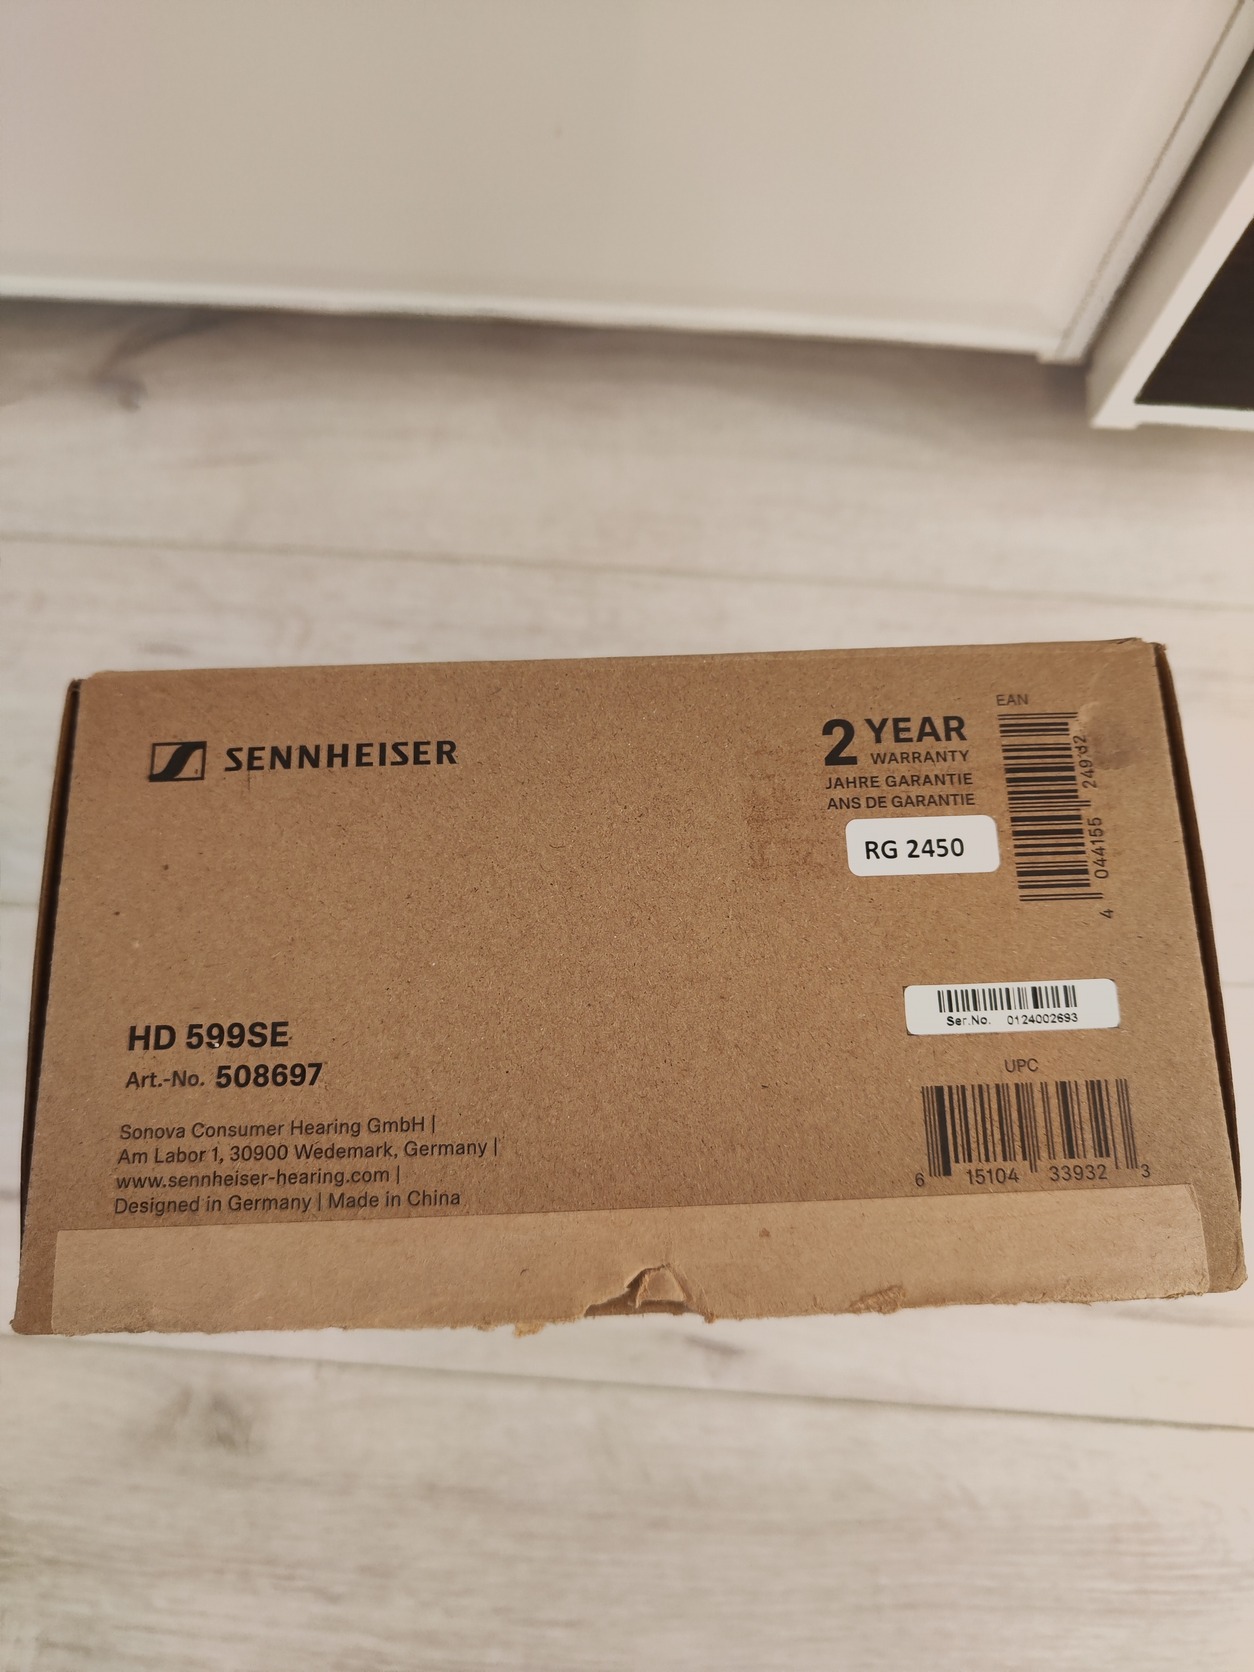 SENNHEISER
2 YEAR
WARRANTY
JAHRE GARANTIE
ANS DE GARANTIE
RG 2450
EAN
4 044155
Ser.No. 0124002693
HD 599SE
Art.-No. 508697
Sonova Consumer Hearing GmbH |
Am Labor 1, 30900 Wedemark, Germany |
www.sennheiser-hearing.com |
Designed in Germany | Made in China
UPC
6 15104 33932 3